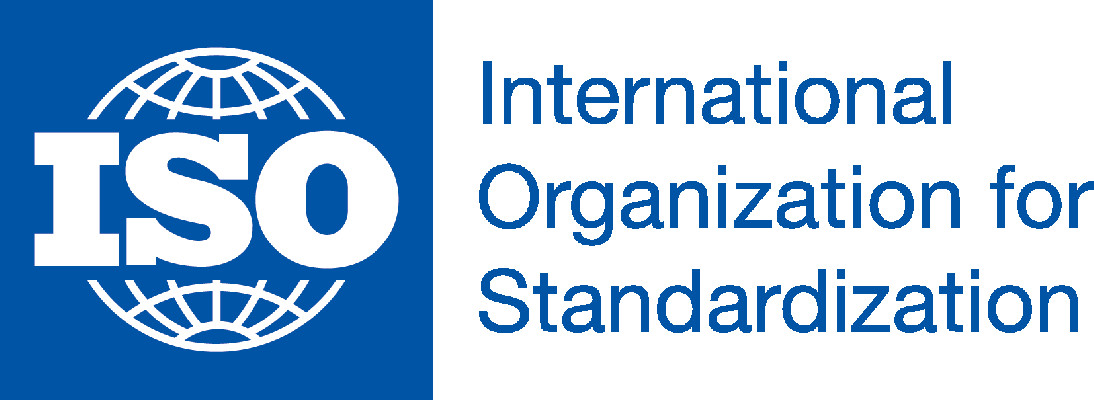 ISO
International
Organization for
Standardization